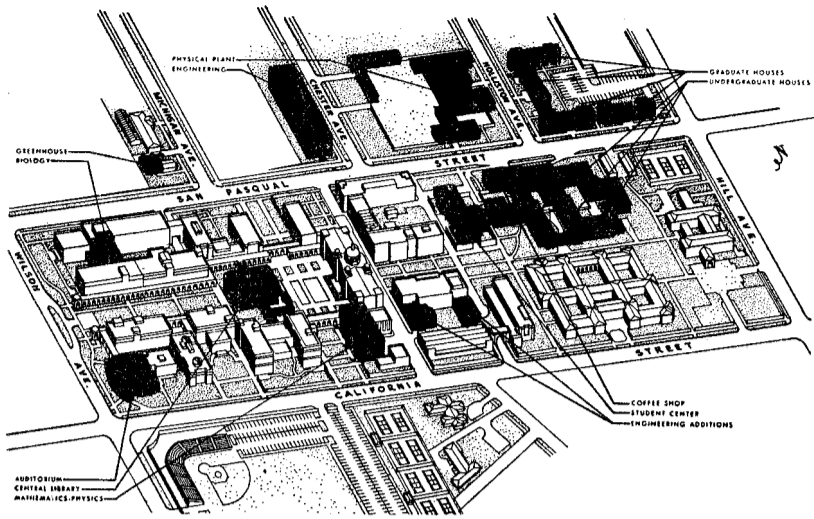 PHYSICAL PLANT
ENGINEERING
GRADUATE HOUSES
UNDERGRADUATE HOUSES
MICHIGAN AVE.
CHESTER AVE.
HOLLISTON AVE.
GREENHOUSE
BIOLOGY
SAN PASQUAL STREET
HILL AVE.
WILSON AVE.
CALIFORNIA STREET
COFFEE SHOP
STUDENT CENTER
ENGINEERING ADDITIONS
AUDITORIUM
CENTRAL LIBRARY
MATHEMATICS-PHYSICS